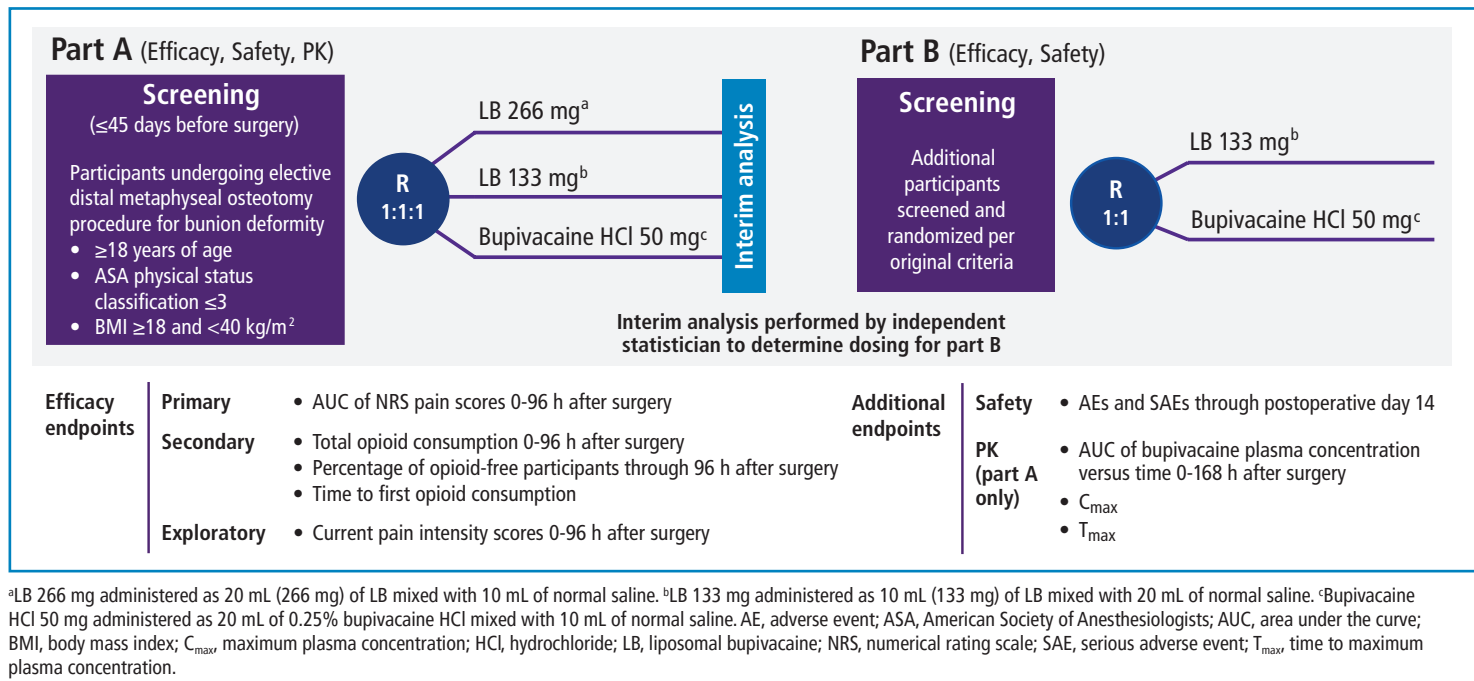 Part A (Efficacy, Safety, PK)
Screening
(≤45 days before surgery)
Participants undergoing elective
distal metaphyseal osteotomy
procedure for bunion deformity
• ≥18 years of age
• ASA physical status
classification ≤3
• BMI ≥18 and <40 kg/m²
R
1:1:1
LB 266 mgᵃ
LB 133 mgᵇ
Bupivacaine HCl 50 mgᶜ
Interim analysis
Part B (Efficacy, Safety)
Screening
Additional
participants
screened and
randomized per
original criteria
R
1:1
LB 133 mgᵇ
Bupivacaine HCl 50 mgᶜ
Interim analysis performed by independent
statistician to determine dosing for part B
Efficacy
endpoints
Primary
• AUC of NRS pain scores 0-96 h after surgery
Secondary
• Total opioid consumption 0-96 h after surgery
• Percentage of opioid-free participants through 96 h after surgery
• Time to first opioid consumption
Exploratory
• Current pain intensity scores 0-96 h after surgery
Additional
endpoints
Safety
• AEs and SAEs through postoperative day 14
PK
(part A
only)
• AUC of bupivacaine plasma concentration
versus time 0-168 h after surgery
• Cmax
• Tmax
ᵃLB 266 mg administered as 20 mL (266 mg) of LB mixed with 10 mL of normal saline. ᵇLB 133 mg administered as 10 mL (133 mg) of LB mixed with 20 mL of normal saline. ᶜBupivacaine
HCl 50 mg administered as 20 mL of 0.25% bupivacaine HCl mixed with 10 mL of normal saline. AE, adverse event; ASA, American Society of Anesthesiologists; AUC, area under the curve;
BMI, body mass index; Cmax, maximum plasma concentration; HCl, hydrochloride; LB, liposomal bupivacaine; NRS, numerical rating scale; SAE, serious adverse event; Tmax, time to maximum
plasma concentration.